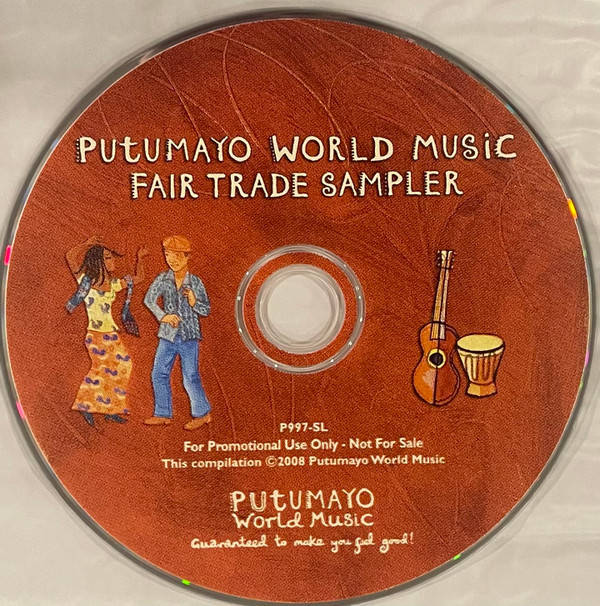 PUTUMAYO WORLD MUSIC
FAIR TRADE SAMPLER
P997-SL
For Promotional Use Only - Not For Sale
This compilation ©2008 Putumayo World Music
PUTUMAYO
World Music
Guaranteed to make you feel good!